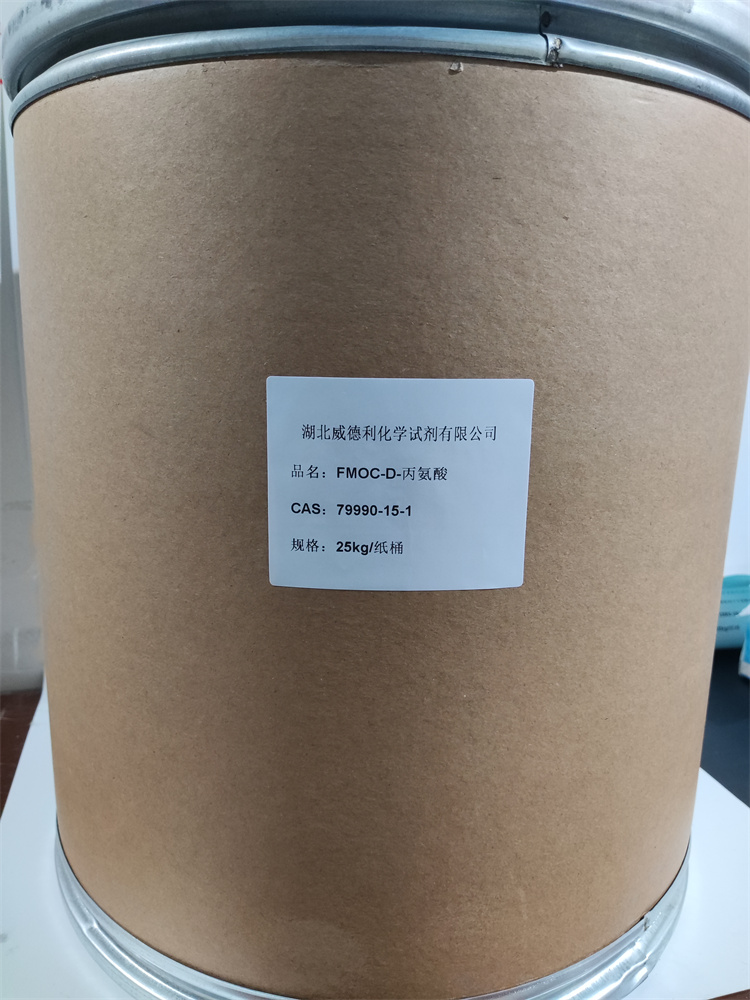 湖北威德利化学试剂有限公司
品名：FMOC-D-丙氨酸
CAS：79990-15-1
规格：25kg/纸桶